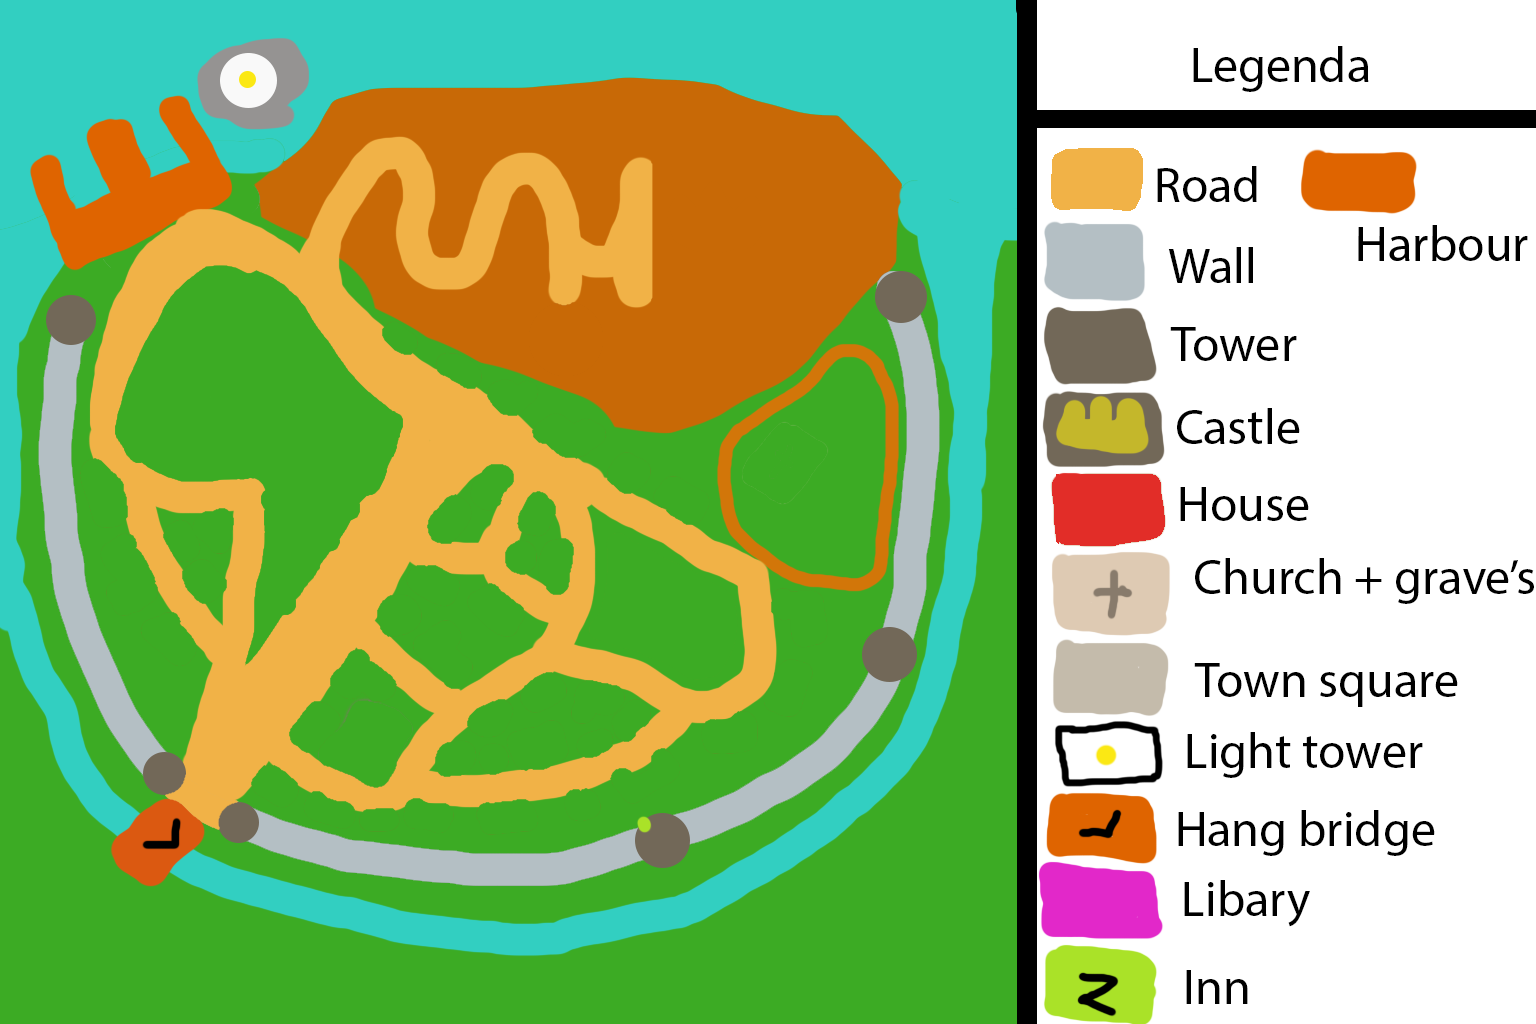 Legenda
Road
Harbour
Wall
Tower
Castle
House
Church + grave's
Town square
Light tower
Hang bridge
Libary
Inn